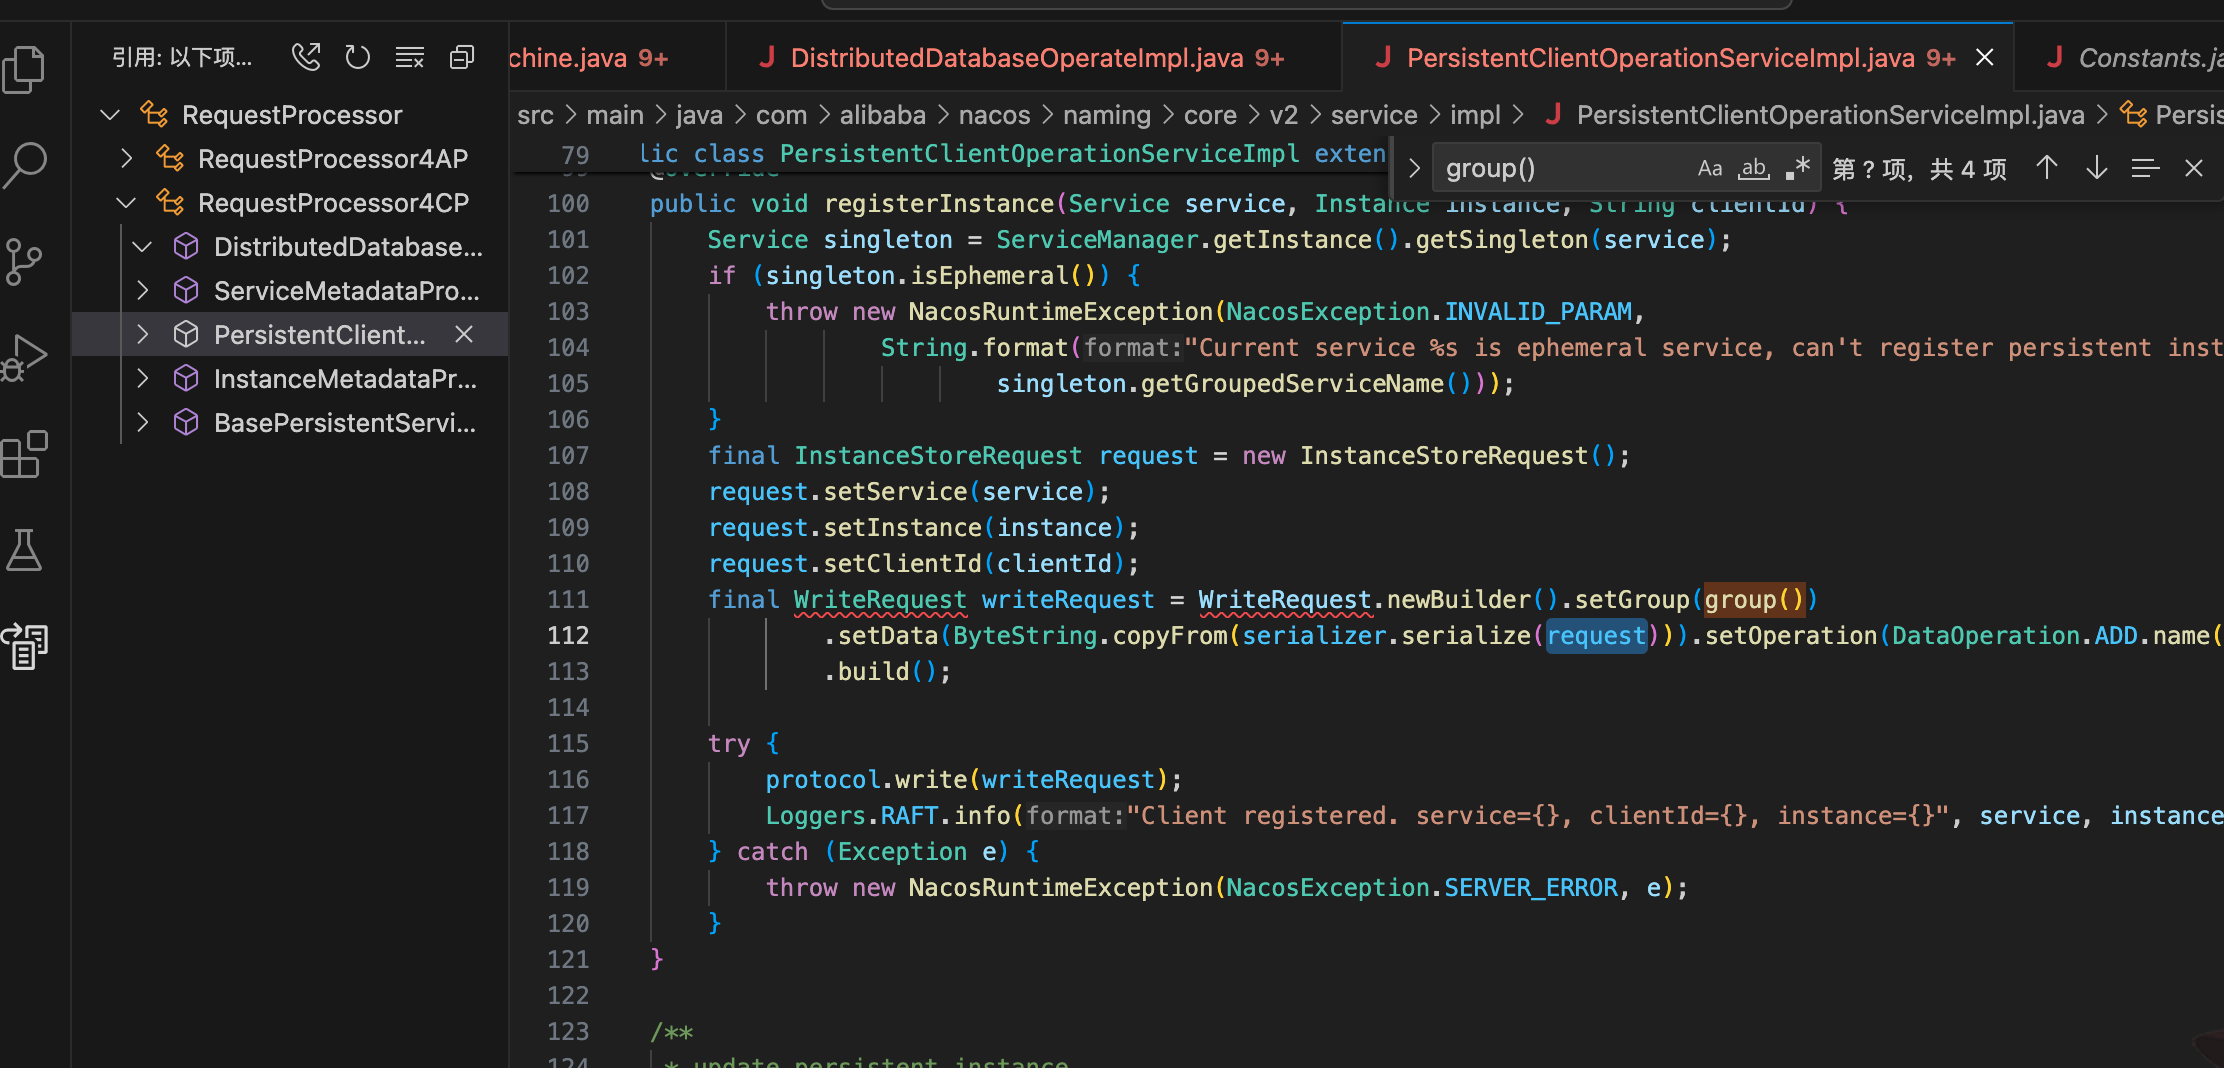 引用: 以下项...
RequestProcessor
RequestProcessor4AP
RequestProcessor4CP
DistributedDatabase...
ServiceMetadataPro...
PersistentClient...
InstanceMetadataPr...
BasePersistentServi...
chine.java 9+
DistributedDatabaseOperateImpl.java 9+
PersistentClientOperationServiceImpl.java 9+
Constants.ja
src > main > java > com > alibaba > nacos > naming > core > v2 > service > impl > PersistentClientOperationServiceImpl.java > Persis
group() Aa ab .* 第 ? 项, 共 4 项
79 lic class PersistentClientOperationServiceImpl exten
99 @Override
100 public void registerInstance(Service service, Instance instance, String clientId) {
101 Service singleton = ServiceManager.getInstance().getSingleton(service);
102 if (singleton.isEphemeral()) {
103 throw new NacosRuntimeException(NacosException.INVALID_PARAM,
104 String.format(format:"Current service %s is ephemeral service, can't register persistent inst
105 singleton.getGroupedServiceName()));
106 }
107 final InstanceStoreRequest request = new InstanceStoreRequest();
108 request.setService(service);
109 request.setInstance(instance);
110 request.setClientId(clientId);
111 final WriteRequest writeRequest = WriteRequest.newBuilder().setGroup(group())
112 .setData(ByteString.copyFrom(serializer.serialize(request))).setOperation(DataOperation.ADD.name(
113 .build();
114
115 try {
116 protocol.write(writeRequest);
117 Loggers.RAFT.info(format:"Client registered. service={}, clientId={}, instance={}", service, instance
118 } catch (Exception e) {
119 throw new NacosRuntimeException(NacosException.SERVER_ERROR, e);
120 }
121 }
122
123 /**
124 * update persistent instance